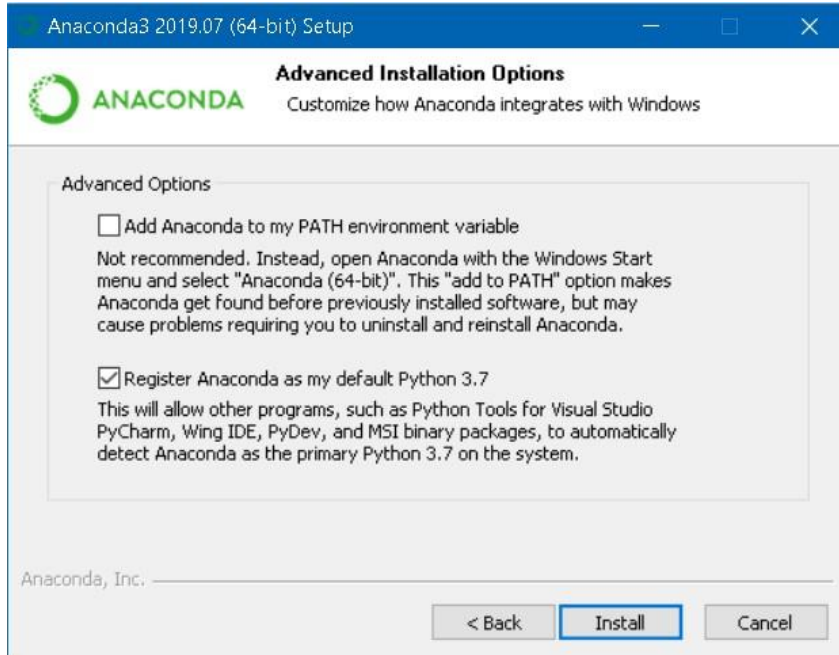 Anaconda3 2019.07 (64-bit) Setup
ANACONDA
Advanced Installation Options
Customize how Anaconda integrates with Windows
Advanced Options
Add Anaconda to my PATH environment variable
Not recommended. Instead, open Anaconda with the Windows Start
menu and select "Anaconda (64-bit)". This "add to PATH" option makes
Anaconda get found before previously installed software, but may
cause problems requiring you to uninstall and reinstall Anaconda.
Register Anaconda as my default Python 3.7
This will allow other programs, such as Python Tools for Visual Studio
PyCharm, Wing IDE, PyDev, and MSI binary packages, to automatically
detect Anaconda as the primary Python 3.7 on the system.
Anaconda, Inc.
< Back Install Cancel